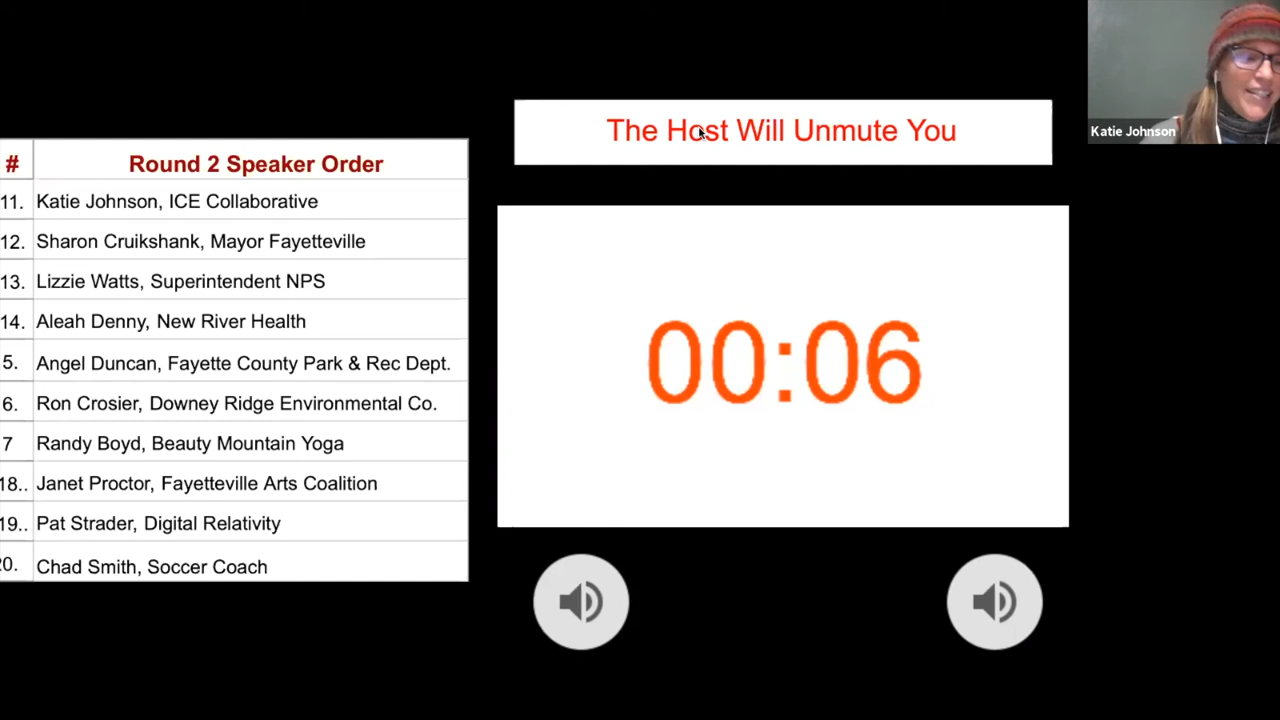 # Round 2 Speaker Order
11. Katie Johnson, ICE Collaborative
12. Sharon Cruikshank, Mayor Fayetteville
13. Lizzie Watts, Superintendent NPS
14. Aleah Denny, New River Health
5. Angel Duncan, Fayette County Park & Rec Dept.
6. Ron Crosier, Downey Ridge Environmental Co.
7 Randy Boyd, Beauty Mountain Yoga
18.. Janet Proctor, Fayetteville Arts Coalition
19.. Pat Strader, Digital Relativity
20. Chad Smith, Soccer Coach
The Host Will Unmute You
00:06
Katie Johnson